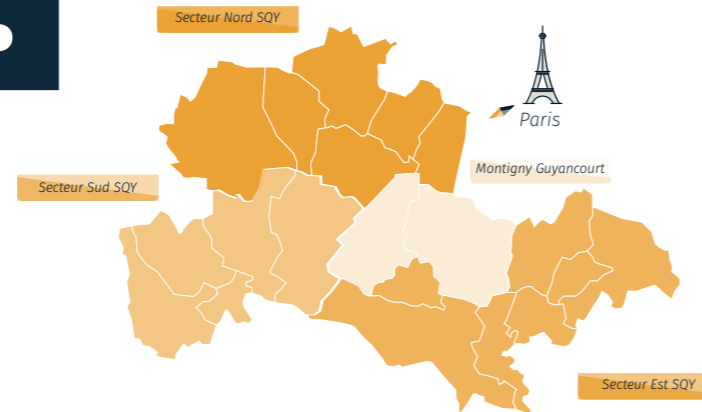 Secteur Nord SQY
Paris
Montigny Guyancourt
Secteur Sud SQY
Secteur Est SQY